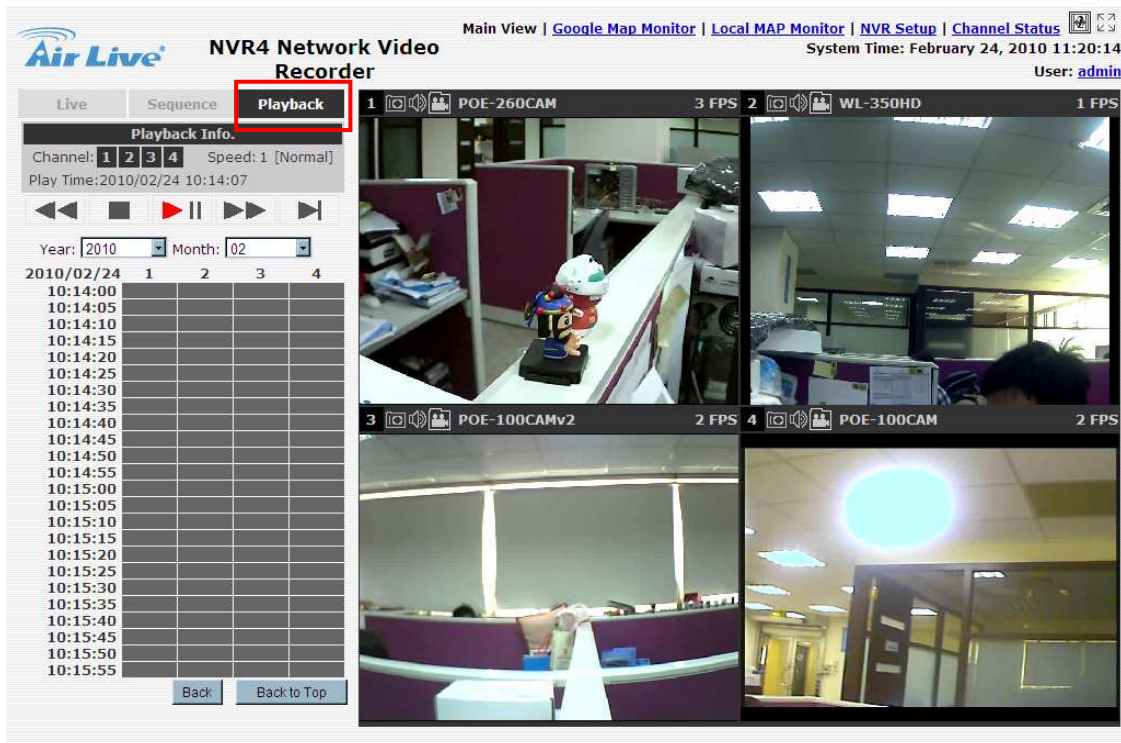 Air Live®
NVR4 Network Video
Recorder
Main View | Google Map Monitor | Local MAP Monitor | NVR Setup | Channel Status
System Time: February 24, 2010 11:20:14
User: admin
Live Sequence Playback
Playback Info.
Channel: 1 2 3 4 Speed: 1 [Normal]
Play Time:2010/02/24 10:14:07
Year: 2010 Month: 02
2010/02/24 1 2 3 4
10:14:00
10:14:05
10:14:10
10:14:15
10:14:20
10:14:25
10:14:30
10:14:35
10:14:40
10:14:45
10:14:50
10:14:55
10:15:00
10:15:05
10:15:10
10:15:15
10:15:20
10:15:25
10:15:30
10:15:35
10:15:40
10:15:45
10:15:50
10:15:55
Back Back to Top
1 POE-260CAM 3 FPS
2 WL-350HD 1 FPS
3 POE-100CAMv2 2 FPS
4 POE-100CAM 2 FPS